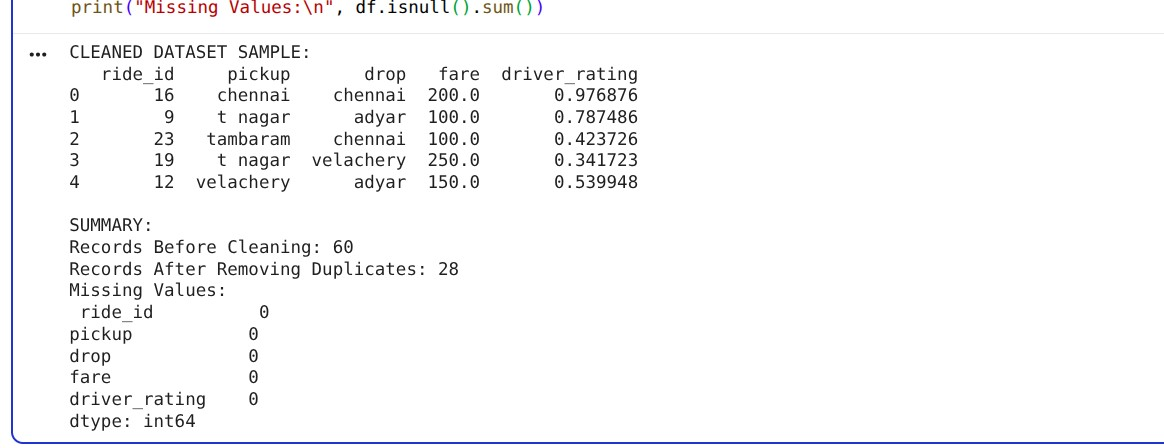 print("Missing Values:\n", df.isnull().sum())
••• CLEANED DATASET SAMPLE:
   ride_id     pickup       drop   fare  driver_rating
0       16    chennai    chennai  200.0       0.976876
1        9    t nagar      adyar  100.0       0.787486
2       23   tambaram    chennai  100.0       0.423726
3       19    t nagar  velachery  250.0       0.341723
4       12  velachery      adyar  150.0       0.539948
SUMMARY:
Records Before Cleaning: 60
Records After Removing Duplicates: 28
Missing Values:
 ride_id          0
pickup           0
drop             0
fare             0
driver_rating    0
dtype: int64